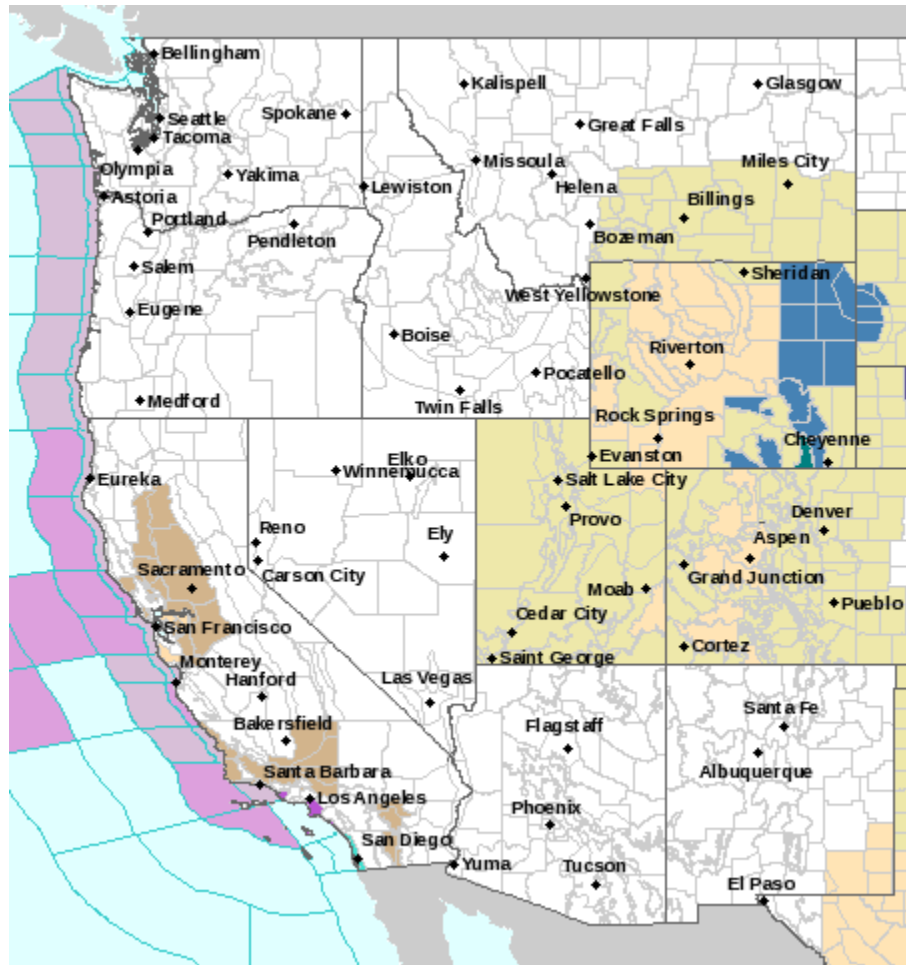 Bellingham
Kalispell
Glasgow
Seattle
Spokane
Great Falls
Tacoma
Missoula
Miles City
Olympia
Yakima
Helena
Lewiston
Astoria
Billings
Portland
Pendleton
Bozeman
Salem
Sheridan
West Yellowstone
Eugene
Boise
Riverton
Pocatello
Medford
Twin Falls
Rock Springs
Cheyenne
Elko
Evanston
Winnemucca
Eureka
Salt Lake City
Provo
Denver
Reno
Ely
Aspen
Sacramento
Carson City
Grand Junction
Moab
Pueblo
Cedar City
San Francisco
Cortez
Monterey
Saint George
Hanford
Las Vegas
Santa Fe
Bakersfield
Flagstaff
Albuquerque
Santa Barbara
Los Angeles
Phoenix
San Diego
Yuma
Tucson
El Paso